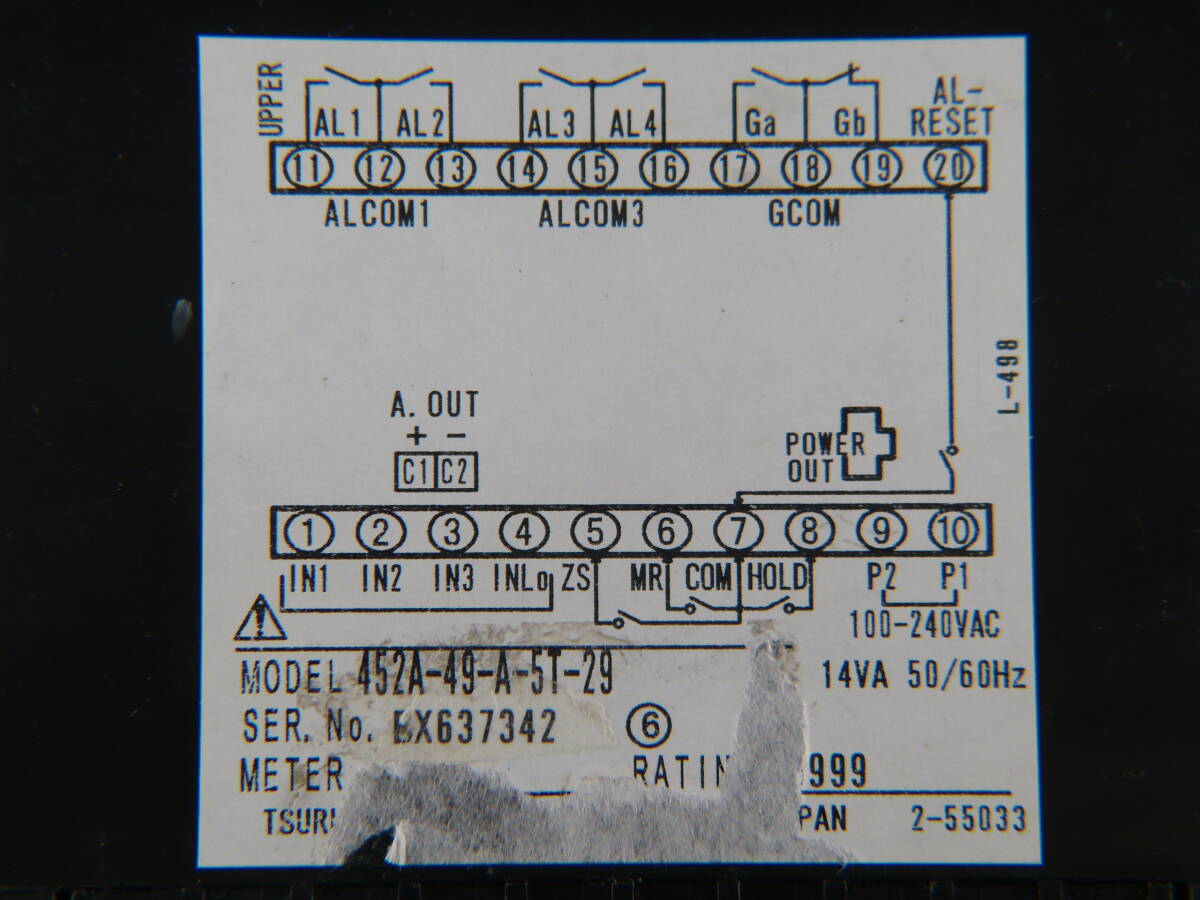 UPPER
AL1 AL2 AL3 AL4 Ga Gb AL-RESET
11 12 13 14 15 16 17 18 19 20
ALCOM1 ALCOM3 GCOM
L-498
A. OUT
+ −
C1 C2
POWER
OUT
1 2 3 4 5 6 7 8 9 10
IN1 IN2 IN3 INLo ZS MR COM HOLD P2 P1
100-240VAC
MODEL 452A-49-A-5T-29 14VA 50/60Hz
SER. No. BX637342 6
METER 999
2-55033